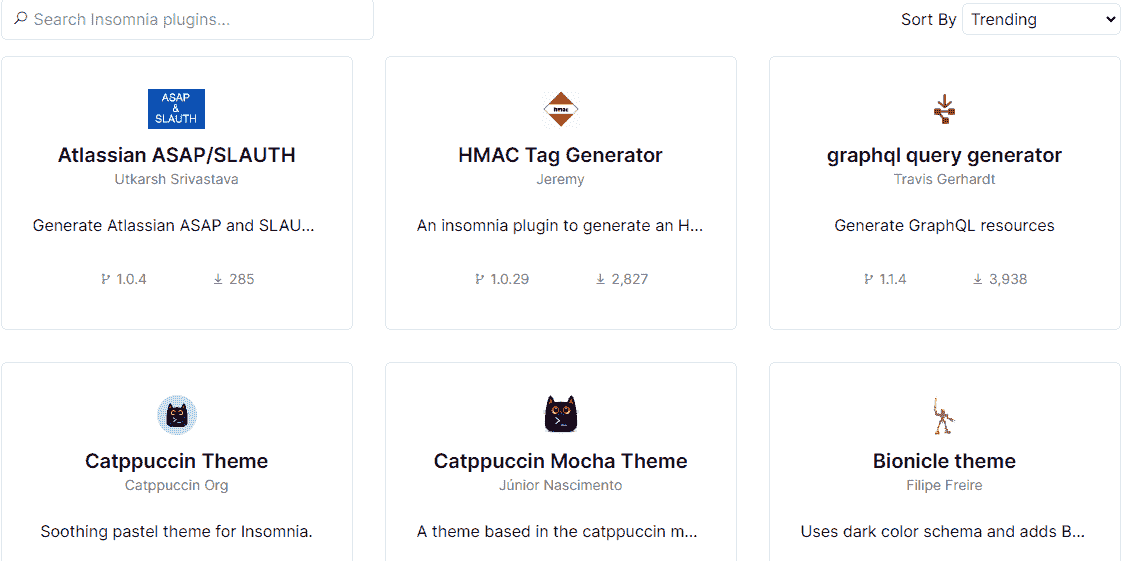 Search Insomnia plugins...
Sort By Trending
ASAP
&
SLAUTH
Atlassian ASAP/SLAUTH
Utkarsh Srivastava
Generate Atlassian ASAP and SLAU...
1.0.4 285
hmac
HMAC Tag Generator
Jeremy
An insomnia plugin to generate an H...
1.0.29 2,827
graphql query generator
Travis Gerhardt
Generate GraphQL resources
1.1.4 3,938
Catppuccin Theme
Catppuccin Org
Soothing pastel theme for Insomnia.
Catppuccin Mocha Theme
Júnior Nascimento
A theme based in the catppuccin m...
Bionicle theme
Filipe Freire
Uses dark color schema and adds B...